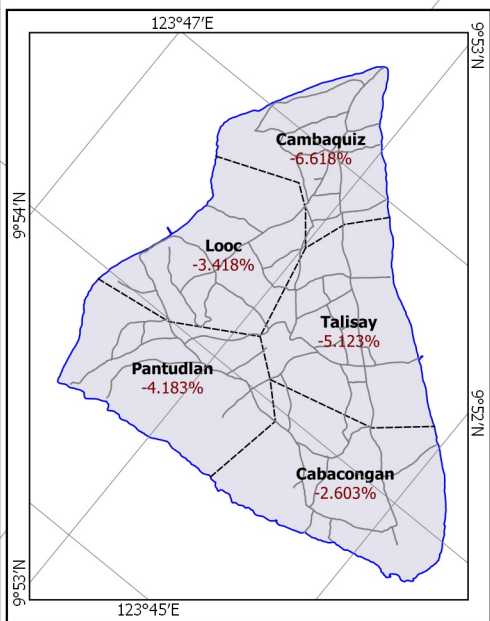 123°47′E
9°53′N
Cambaquiz
-6.618%
9°54′N
Looc
-3.418%
Talisay
-5.123%
Pantudlan
-4.183%
9°52′N
Cabacongan
-2.603%
9°53′N
123°45′E